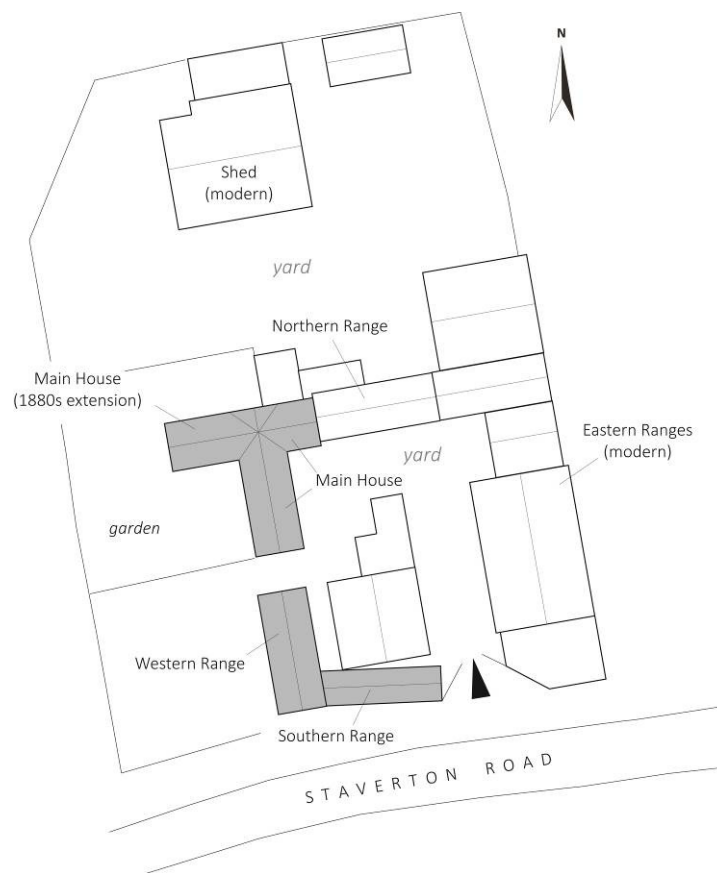 N
Shed
(modern)
yard
Northern Range
Main House
(1880s extension)
Eastern Ranges
(modern)
yard
Main House
garden
Western Range
Southern Range
STAVERTON ROAD